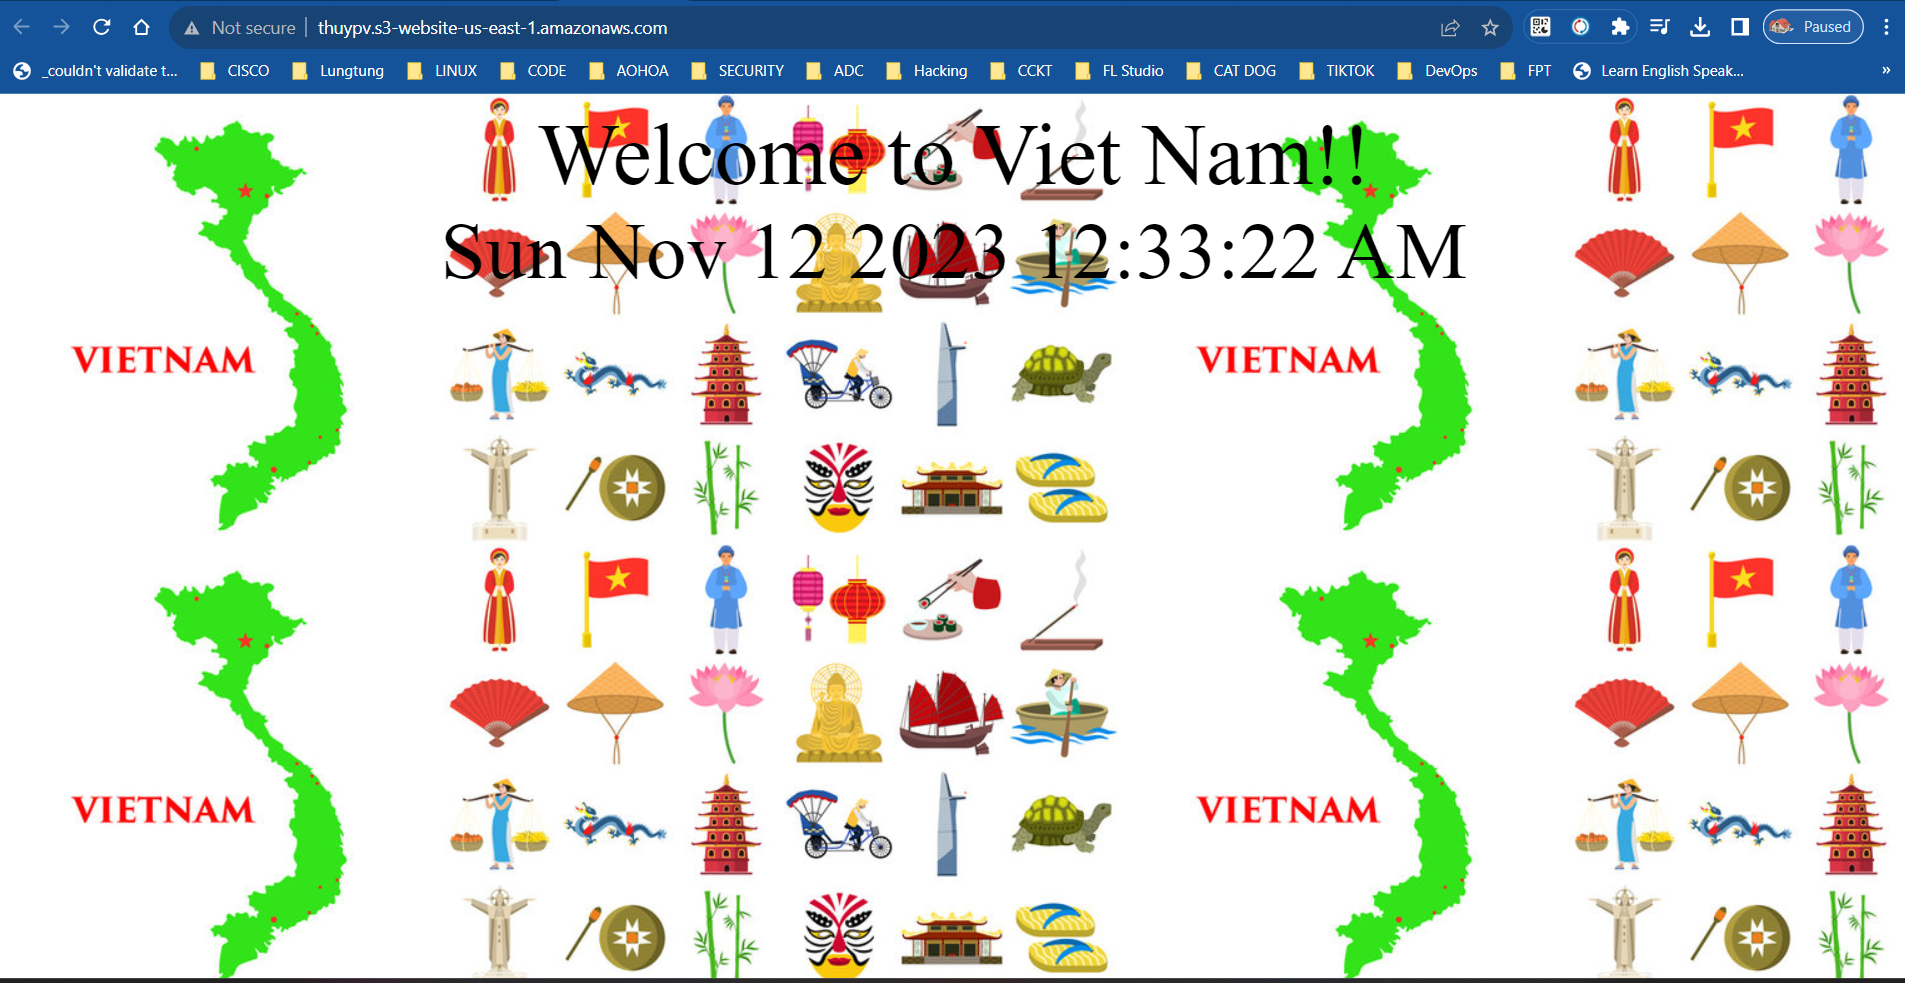 Not secure thuypv.s3-website-us-east-1.amazonaws.com Paused
_couldn't validate t... CISCO Lungtung LINUX CODE AOHOA SECURITY ADC Hacking CCKT FL Studio CAT DOG TIKTOK DevOps FPT Learn English Speak... »
Welcome to Viet Nam!!
Sun Nov 12 2023 12:33:22 AM
VIETNAM VIETNAM
VIETNAM VIETNAM